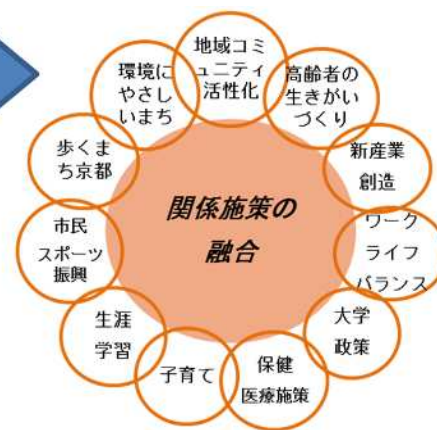 地域コミ
ュニティ
活性化
高齢者の
生きがい
づくり
新産業
創造
ワーク
ライフ
バランス
大学
政策
保健
医療施策
子育て
生涯
学習
市民
スポーツ
振興
歩くま
ち京都
環境に
やさし
いまち
関係施策の
融合